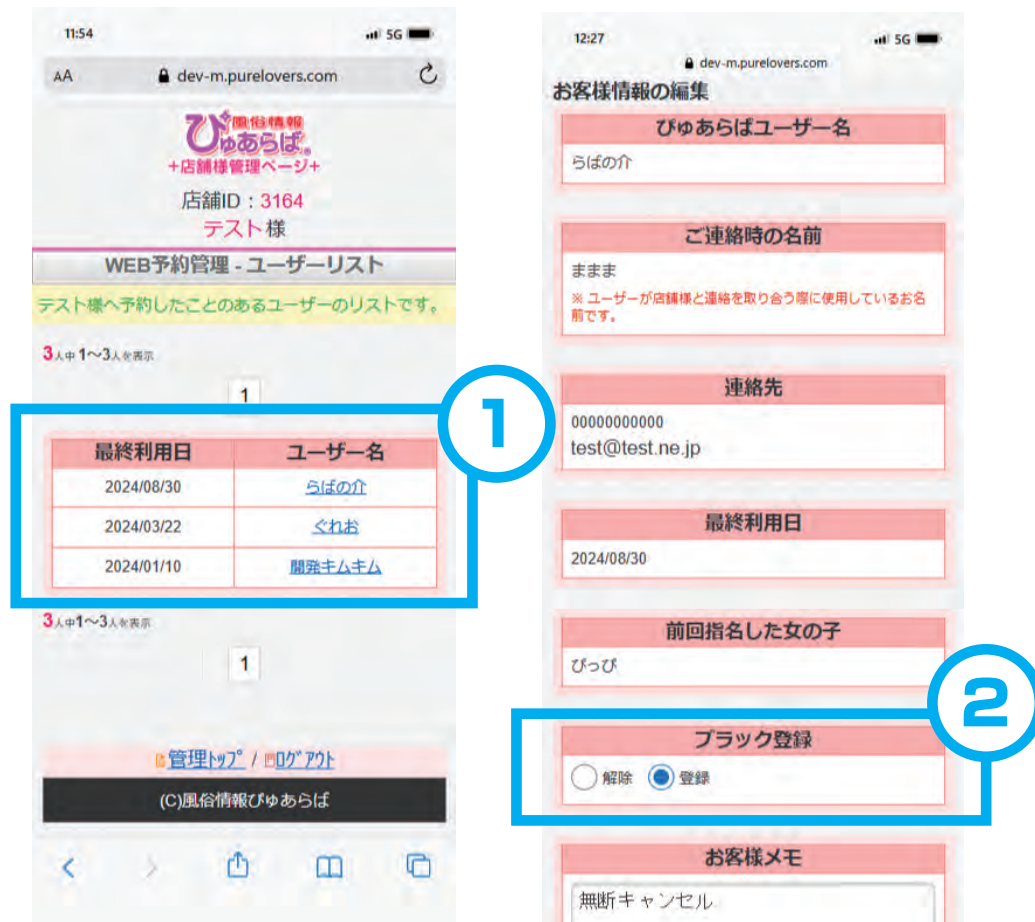 11:54
5G
AA
dev-m.purelovers.com
風俗情報
ぴゅあらば。
+店舗様管理ページ+
店舗ID：3164
テスト様
WEB予約管理 - ユーザーリスト
テスト様へ予約したことのあるユーザーのリストです。
3人中1～3人を表示
1
最終利用日 ユーザー名
2024/08/30 らばの介
2024/03/22 ぐれお
2024/01/10 開発キムキム
3人中1～3人を表示
1
管理ﾄｯﾌﾟ / ﾛｸﾞｱｳﾄ
(C)風俗情報ぴゅあらば
1
12:27
5G
dev-m.purelovers.com
お客様情報の編集
ぴゅあらばユーザー名
らばの介
ご連絡時の名前
ままま
※ ユーザーが店舗様と連絡を取り合う際に使用しているお名
前です。
連絡先
00000000000
test@test.ne.jp
最終利用日
2024/08/30
前回指名した女の子
ぴっぴ
2
ブラック登録
解除 登録
お客様メモ
無断キャンセル